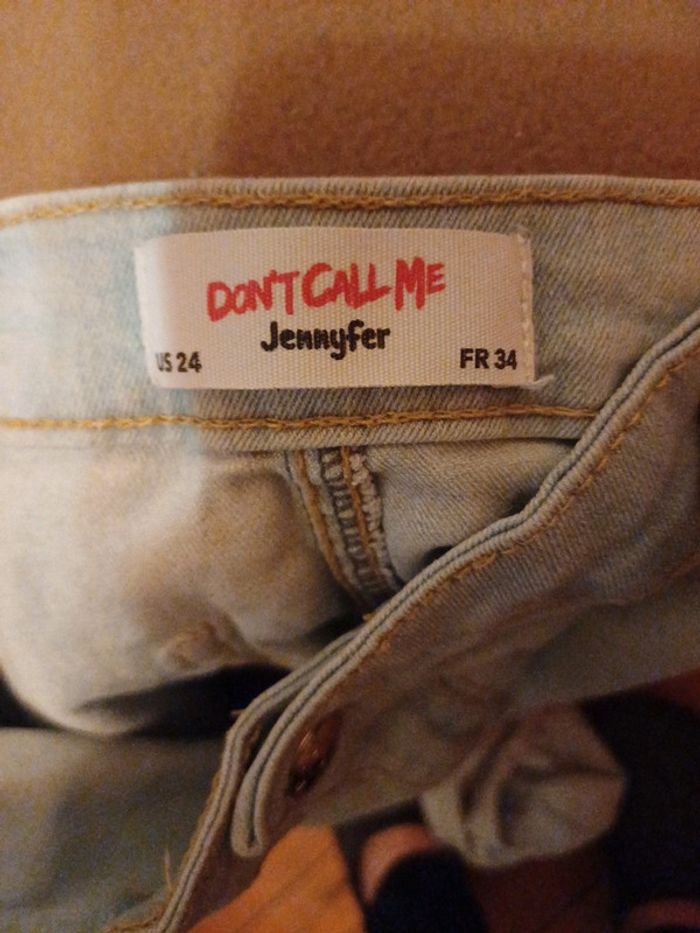 DON'T CALL ME
Jennyfer
US 24 FR 34